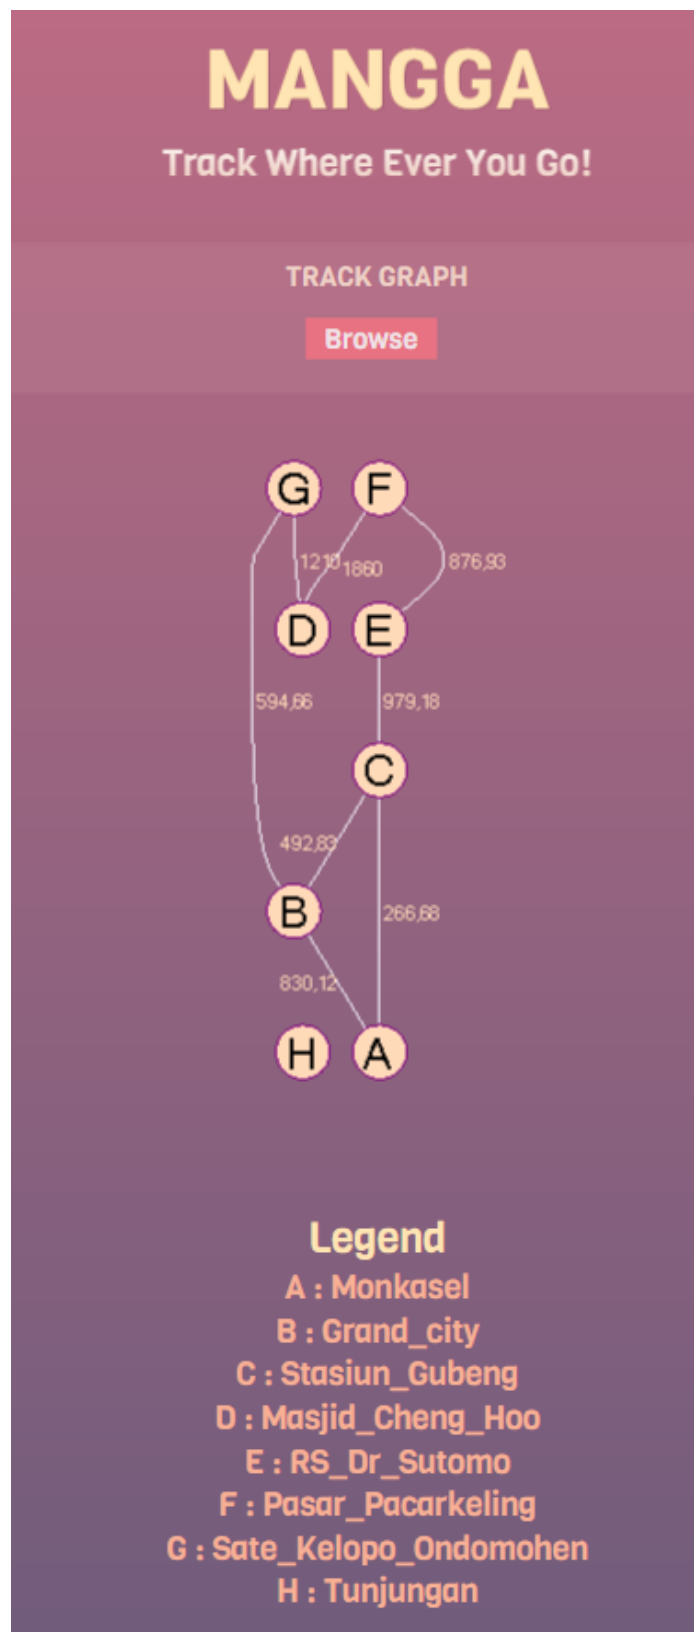 MANGGA
Track Where Ever You Go!
TRACK GRAPH
Browse
G F
1210 1860 876,93
D E
594,66 979,18
C
492,83
B 266,68
830,12
H A
Legend
A : Monkasel
B : Grand_city
C : Stasiun_Gubeng
D : Masjid_Cheng_Hoo
E : RS_Dr_Sutomo
F : Pasar_Pacarkeling
G : Sate_Kelopo_Ondomohen
H : Tunjungan